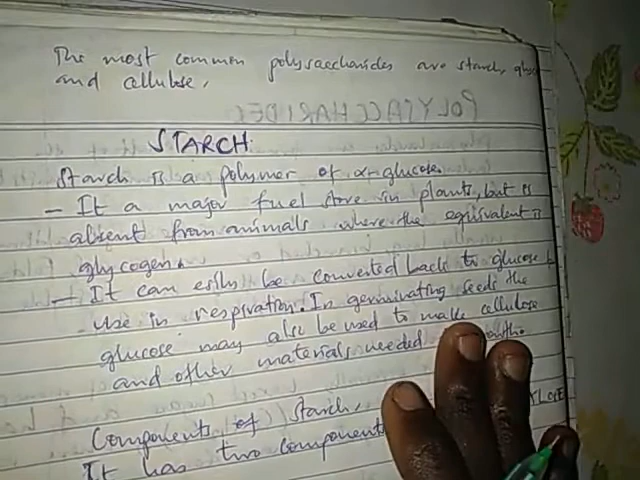 The most common polysaccharides are starch,
and cellulose,
POLYSACCHARIDES
STARCH:
Starch is a polymer of α-glucose.
- It a major fuel store in plants, but is
absent from animals where the equivalent is
glycogen.
- It can esily be converted back to glucose
use in respiration. In germinating seeds the
glucose may also be used to make cellulose
and other materials needed
Components of starch,
It has two components